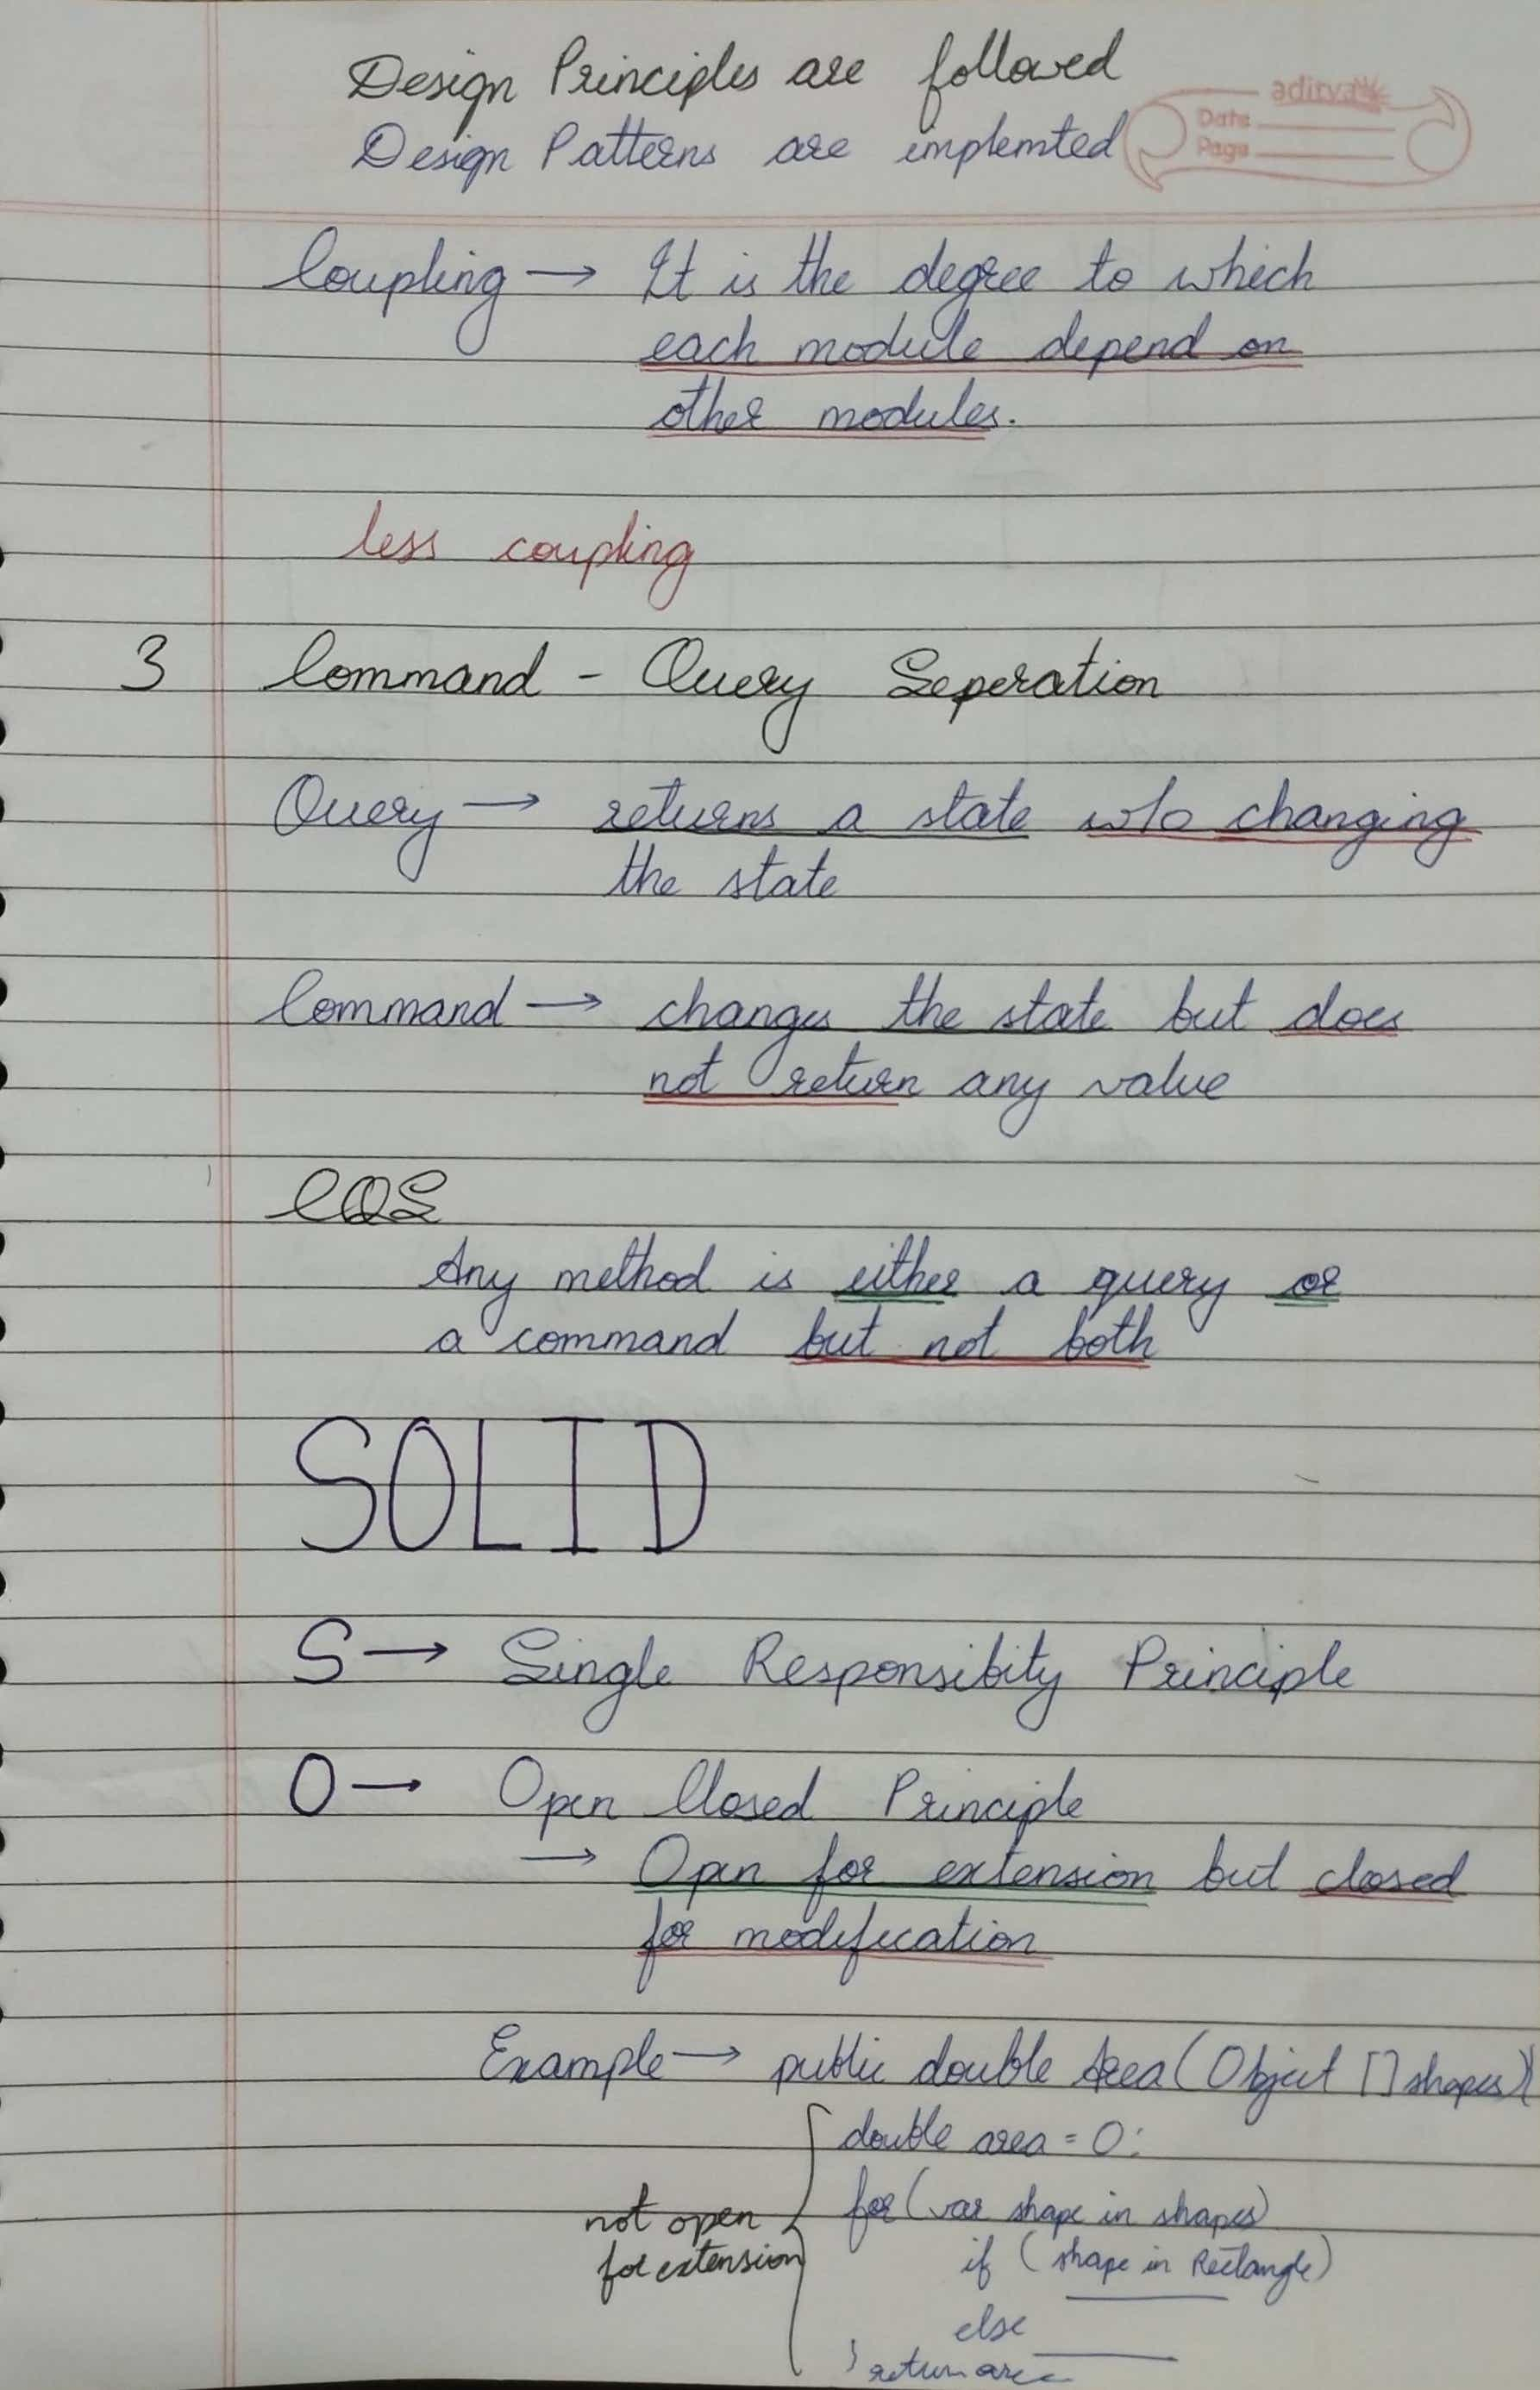 Design Principles are followed
Design Patterns are implemted
aditya
Date
Page
Coupling → It is the degree to which
each module depend on
other modules.
less coupling
3 Command - Query Seperation
Query → returns a state w/o changing
the state
Command → changes the state but does
not return any value
CQS
Any method is either a query or
a command but not both
SOLID
S → Single Responsibity Principle
O → Open Closed Principle
→ Open for extension but closed
for modification
Example → public double Area (Object [] shapes) {
double area = 0;
for (var shape in shapes)
not open
for extension
if (shape in Rectangle)
else
} return area